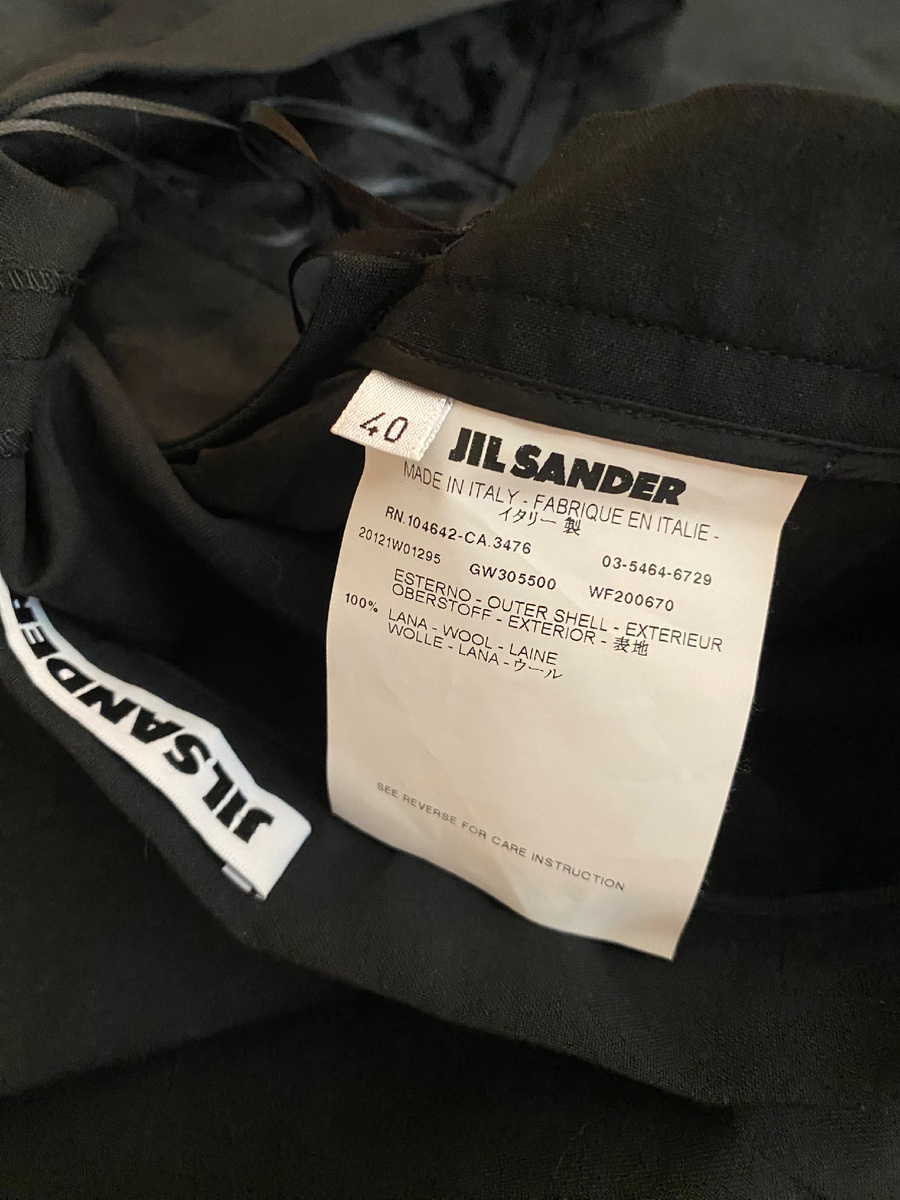 40
JIL SANDER
MADE IN ITALY - FABRIQUE EN ITALIE -
イタリー 製
RN.104642-CA.3476 03-5464-6729
20121W01295 GW305500 WF200670
ESTERNO - OUTER SHELL - EXTERIEUR
OBERSTOFF - EXTERIOR - 表地
100% LANA - WOOL - LAINE
WOLLE - LANA - ウール
SEE REVERSE FOR CARE INSTRUCTION
JIL SANDER